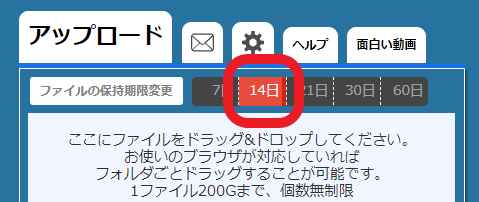 アップロード ヘルプ 面白い動画
ファイルの保持期限変更 7日 14日 21日 30日 60日
ここにファイルをドラッグ&ドロップしてください。
お使いのブラウザが対応していれば
フォルダごとドラッグすることが可能です。
1ファイル200Gまで、個数無制限